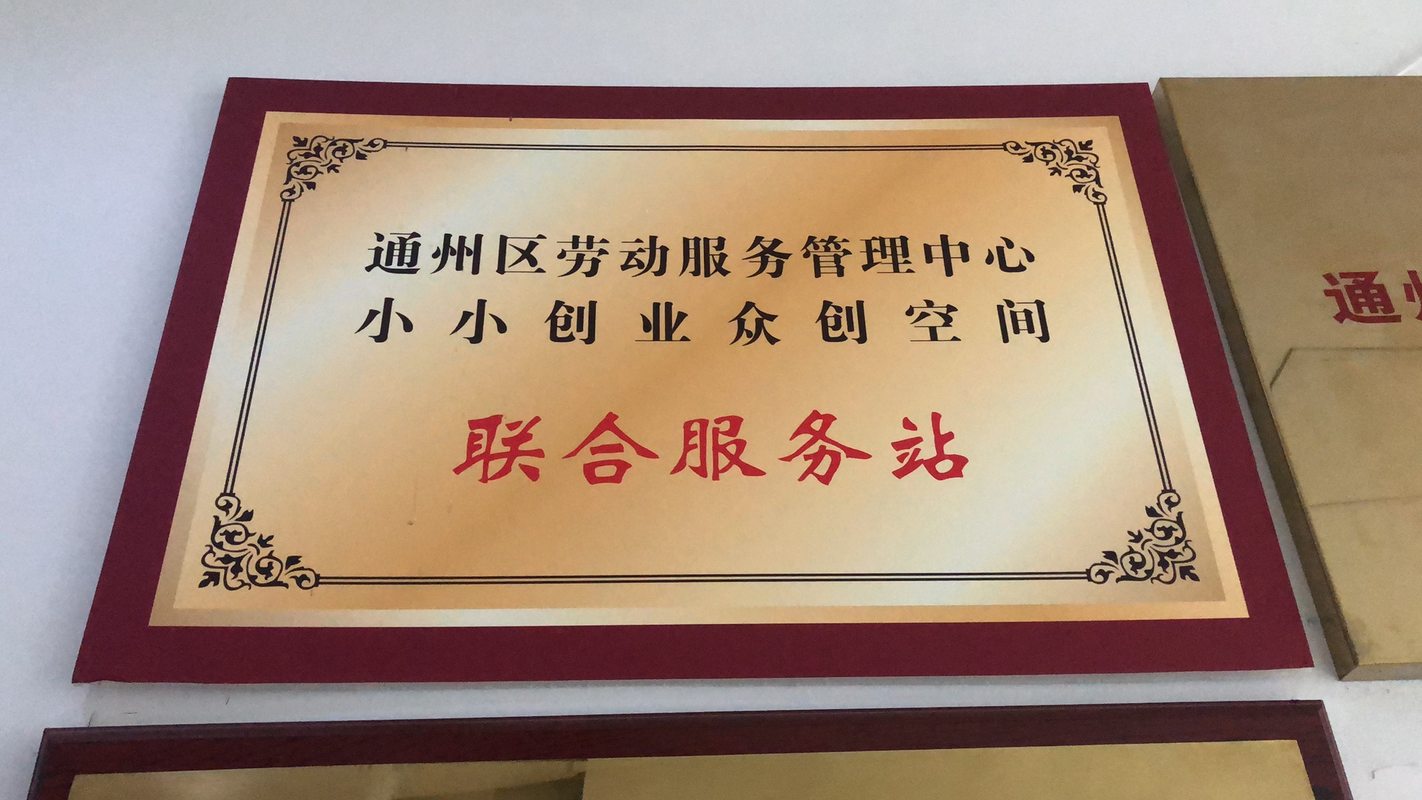 通州区劳动服务管理中心
小小创业众创空间
联合服务站
通